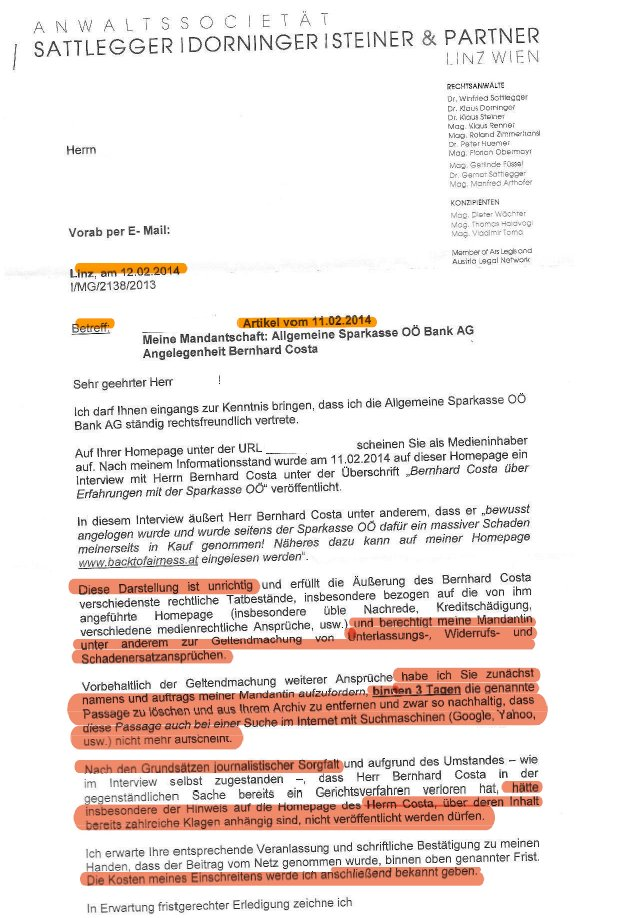 ANWALTSSOCIETÄT
SATTLEGGER | DORNINGER | STEINER & PARTNER
LINZ WIEN
RECHTSANWÄLTE
Dr. Winfried Sattlegger
Dr. Klaus Dorninger
Dr. Klaus Steiner
Mag. Klaus Renner
Mag. Roland Zimmerhansl
Dr. Peter Huemer
Mag. Florian Obermayr
Mag. Gerlinde Füssel
Dr. Gernot Sattlegger
Mag. Manfred Arthofer
KONZIPIENTEN
Mag. Dieter Wächter
Mag. Thomas Haidvogl
Mag. Vladimir Toma
Member of Ars Legis and
Austria Legal Network
Herrn
Vorab per E- Mail:
Linz, am 12.02.2014
I/MG/2138/2013
Betreff: Artikel vom 11.02.2014
Meine Mandantschaft: Allgemeine Sparkasse OÖ Bank AG
Angelegenheit Bernhard Costa
Sehr geehrter Herr !
Ich darf Ihnen eingangs zur Kenntnis bringen, dass ich die Allgemeine Sparkasse OÖ
Bank AG ständig rechtsfreundlich vertrete.
Auf Ihrer Homepage unter der URL scheinen Sie als Medieninhaber
auf. Nach meinem Informationsstand wurde am 11.02.2014 auf dieser Homepage ein
Interview mit Herrn Bernhard Costa unter der Überschrift „Bernhard Costa über
Erfahrungen mit der Sparkasse OÖ“ veröffentlicht.
In diesem Interview äußert Herr Bernhard Costa unter anderem, dass er „bewusst
angelogen wurde und wurde seitens der Sparkasse OÖ dafür ein massiver Schaden
meinerseits in Kauf genommen! Näheres dazu kann auf meiner Homepage
www.backtofairness.at eingelesen werden“.
Diese Darstellung ist unrichtig und erfüllt die Äußerung des Bernhard Costa
verschiedenste rechtliche Tatbestände, insbesondere bezogen auf die von ihm
angeführte Homepage (insbesondere üble Nachrede, Kreditschädigung,
verschiedene medienrechtliche Ansprüche, usw.) und berechtigt meine Mandantin
unter anderem zur Geltendmachung von Unterlassungs-, Widerrufs- und
Schadenersatzansprüchen.
Vorbehaltlich der Geltendmachung weiterer Ansprüche habe ich Sie zunächst
namens und auftrags meiner Mandantin aufzufordern, binnen 3 Tagen die genannte
Passage zu löschen und aus Ihrem Archiv zu entfernen und zwar so nachhaltig, dass
diese Passage auch bei einer Suche im Internet mit Suchmaschinen (Google, Yahoo,
usw.) nicht mehr aufscheint.
Nach den Grundsätzen journalistischer Sorgfalt und aufgrund des Umstandes – wie
im Interview selbst zugestanden –, dass Herr Bernhard Costa in der
gegenständlichen Sache bereits ein Gerichtsverfahren verloren hat, hätte
insbesondere der Hinweis auf die Homepage des Herrn Costa, über deren Inhalt
bereits zahlreiche Klagen anhängig sind, nicht veröffentlicht werden dürfen.
Ich erwarte Ihre entsprechende Veranlassung und schriftliche Bestätigung zu meinen
Handen, dass der Beitrag vom Netz genommen wurde, binnen oben genannter Frist.
Die Kosten meines Einschreitens werde ich anschließend bekannt geben.
In Erwartung fristgerechter Erledigung zeichne ich